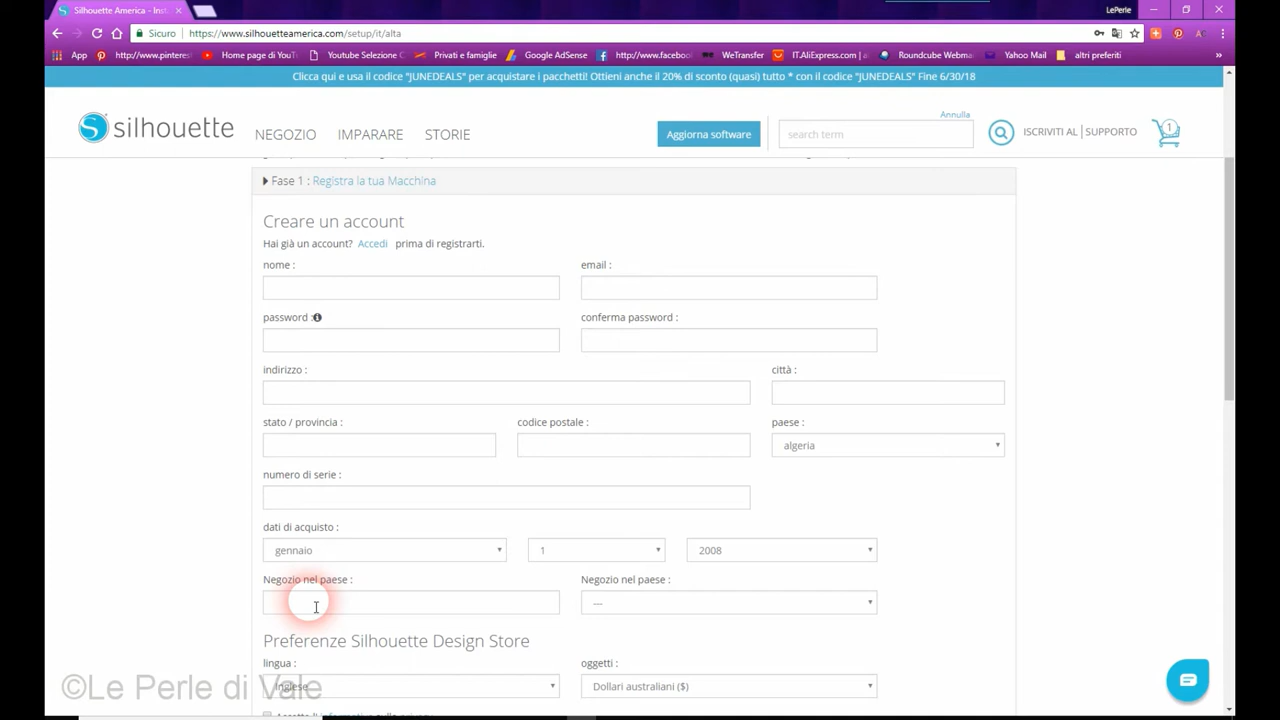 Silhouette America - Inst
LePerle
Sicuro
https://www.silhouetteamerica.com/setup/it/alta
App
http://www.pinteres
Home page di YouT
Youtube Selezione C
Privati e famiglie
Google AdSense
http://www.facebook
WeTransfer
IT.AliExpress.com |
Roundcube Webma
Yahoo Mail
altri preferiti
Clicca qui e usa il codice "JUNEDEALS" per acquistare i pacchetti! Ottieni anche il 20% di sconto (quasi) tutto * con il codice "JUNEDEALS" Fine 6/30/18
Annulla
silhouette
NEGOZIO
IMPARARE
STORIE
Aggiorna software
search term
ISCRIVITI AL | SUPPORTO
1
Fase 1 : Registra la tua Macchina
Creare un account
Hai già un account? Accedi prima di registrarti.
nome :
email :
password :
conferma password :
indirizzo :
città :
stato / provincia :
codice postale :
paese :
algeria
numero di serie :
dati di acquisto :
gennaio
1
2008
Negozio nel paese :
Negozio nel paese :
---
Preferenze Silhouette Design Store
lingua :
oggetti :
Inglese
Dollari australiani ($)
©Le Perle di Vale